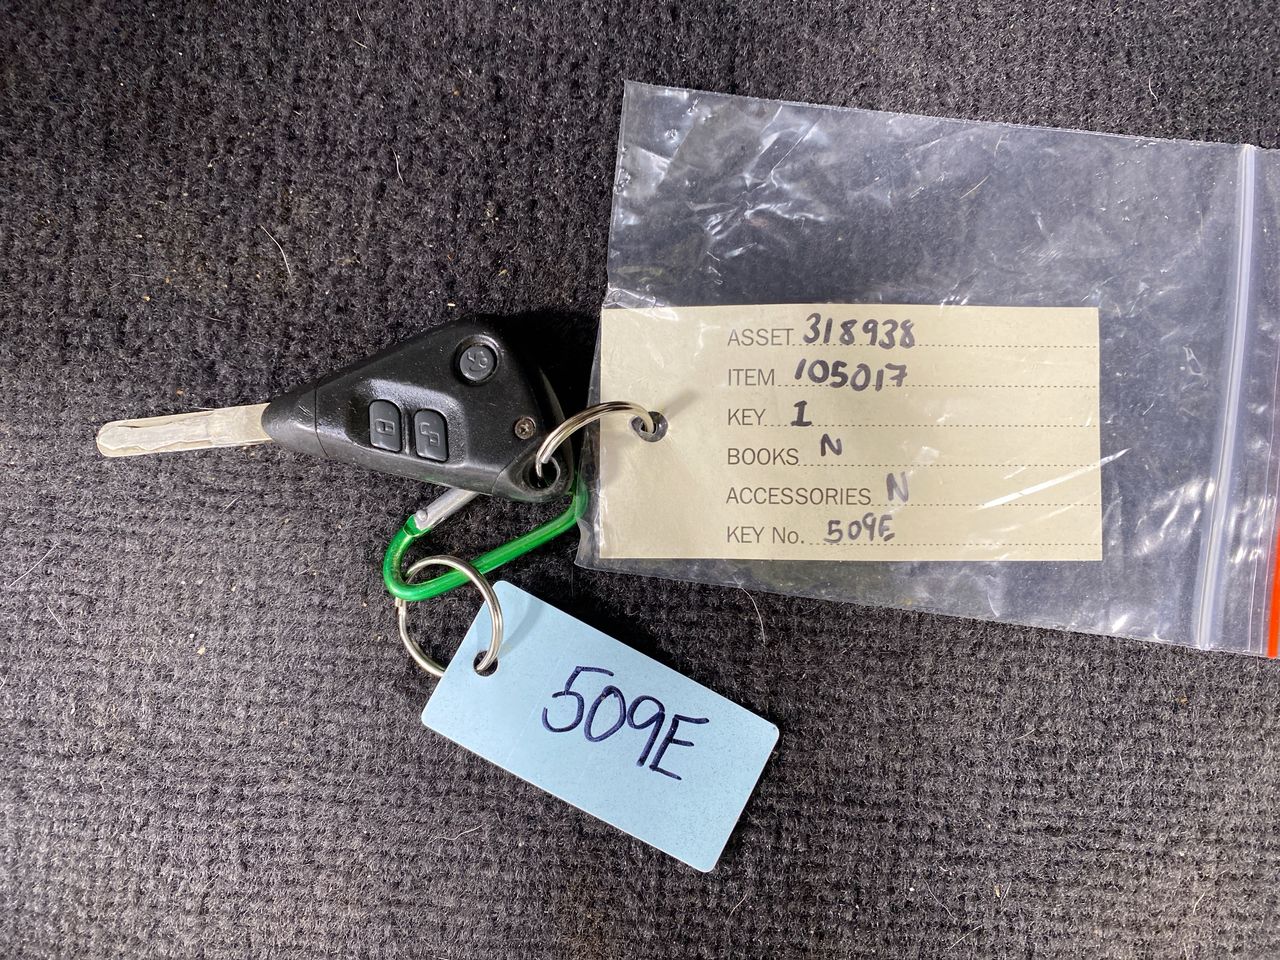 ASSET 318938
ITEM 105017
KEY 1
BOOKS N
ACCESSORIES N
KEY No. 509E
509E